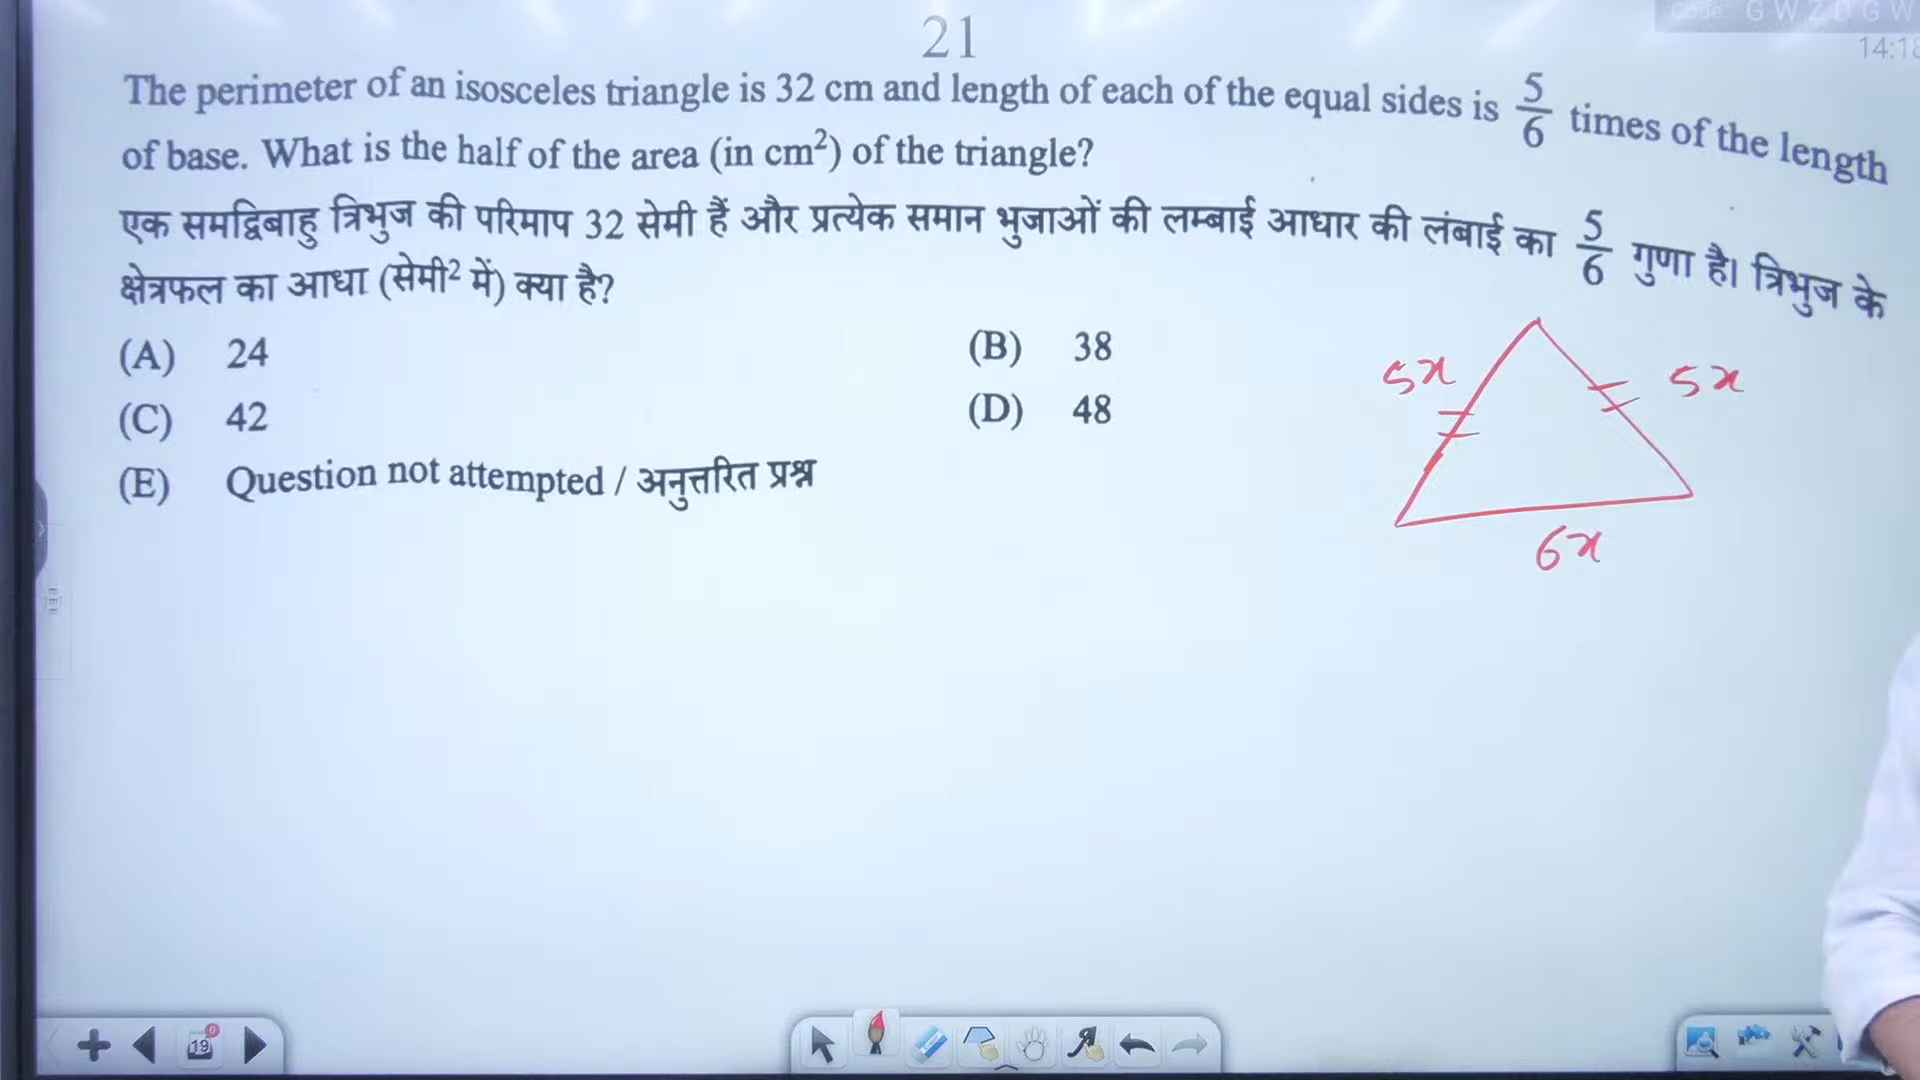 Code G W Z D G W
21
14:18
The perimeter of an isosceles triangle is 32 cm and length of each of the equal sides is 5/6 times of the length
of base. What is the half of the area (in cm²) of the triangle?
एक समद्विबाहु त्रिभुज की परिमाप 32 सेमी हैं और प्रत्येक समान भुजाओं की लम्बाई आधार की लंबाई का 5/6 गुणा है। त्रिभुज के
क्षेत्रफल का आधा (सेमी² में) क्या है?
(A) 24 (B) 38
(C) 42 (D) 48
(E) Question not attempted / अनुत्तरित प्रश्न
5x 5x
6x
19
0